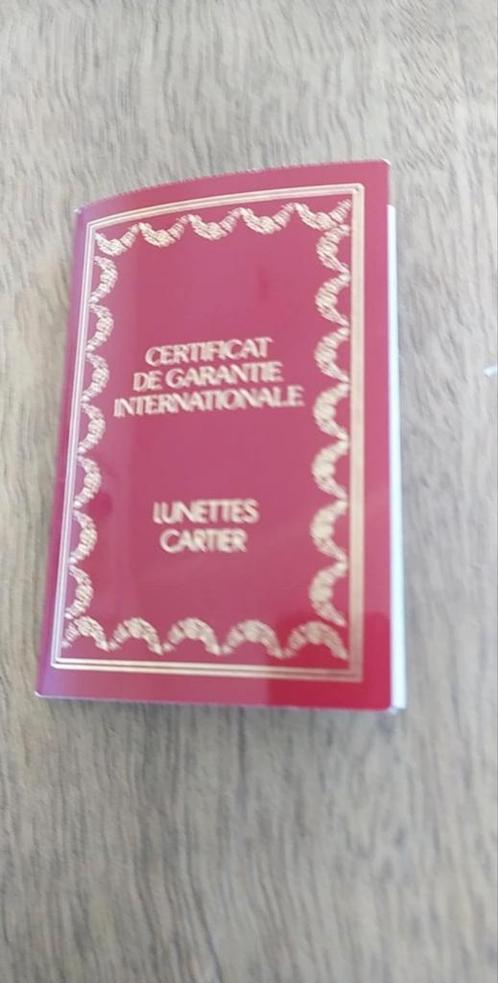 CERTIFICAT
DE GARANTIE
INTERNATIONALE
LUNETTES
CARTIER